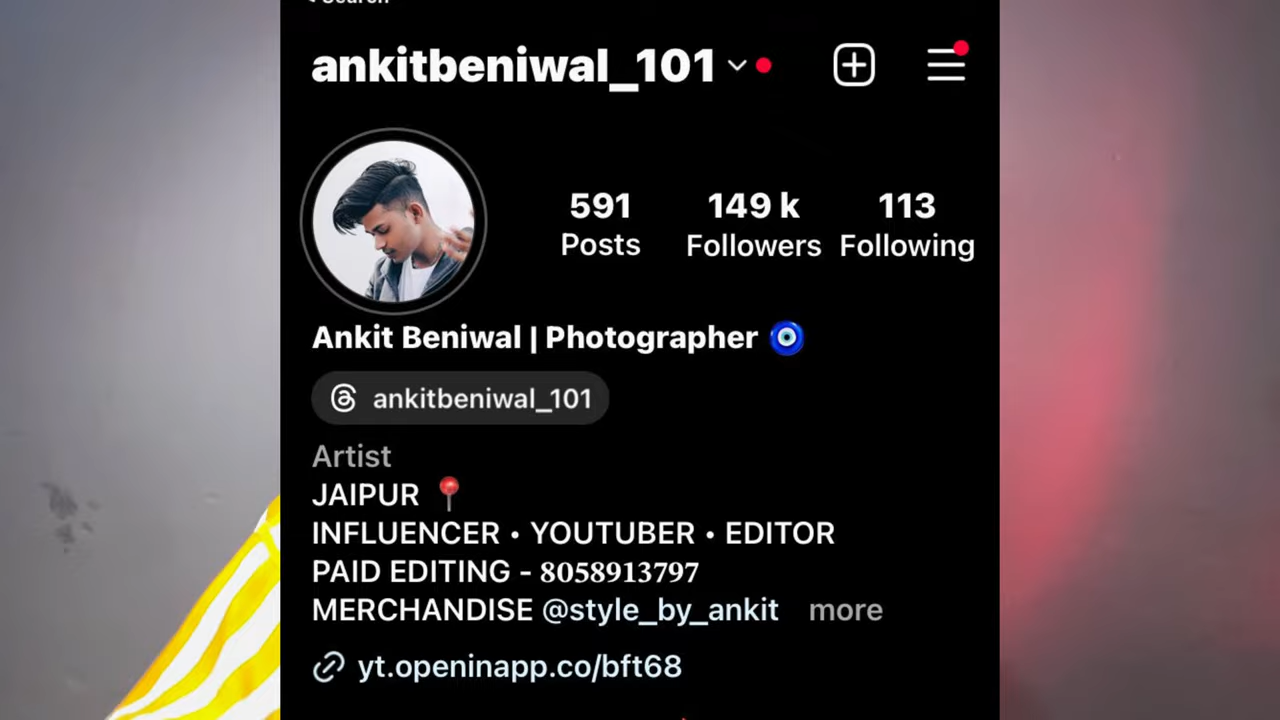 ankitbeniwal_101
591 149 k 113
Posts Followers Following
Ankit Beniwal | Photographer 🧿
ankitbeniwal_101
Artist
JAIPUR 📍
INFLUENCER • YOUTUBER • EDITOR
PAID EDITING - 8058913797
MERCHANDISE @style_by_ankit more
yt.openinapp.co/bft68